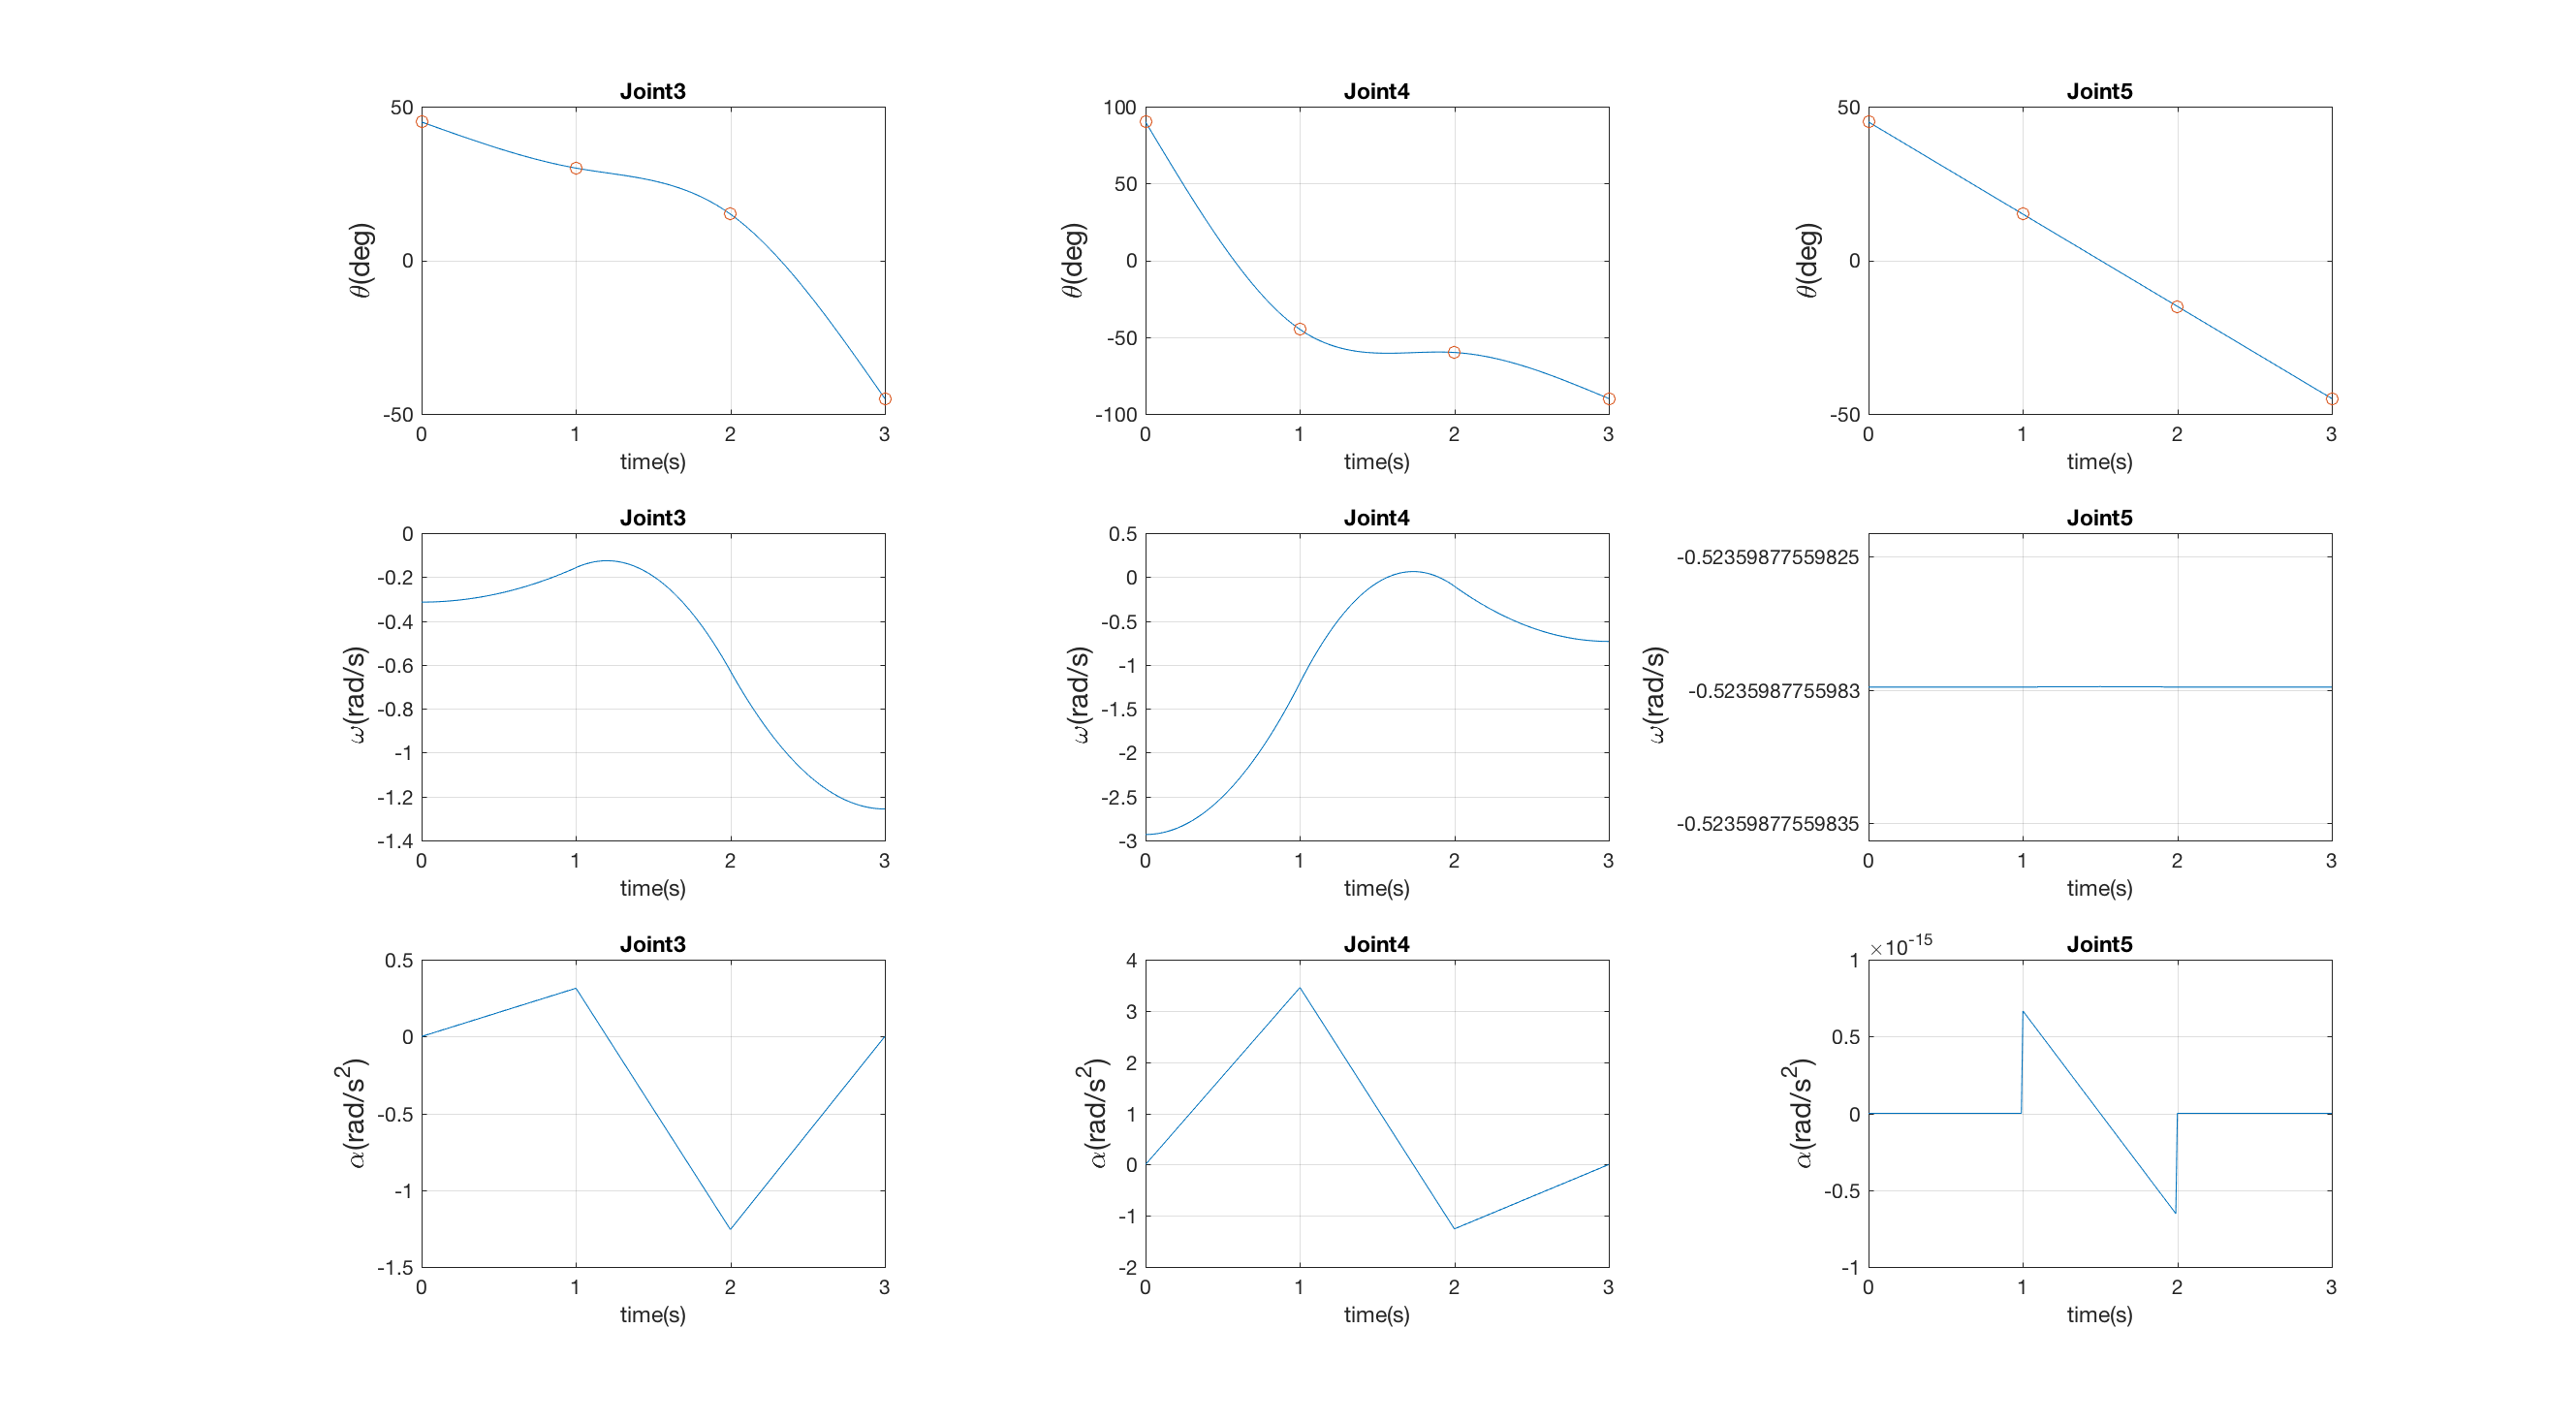 Joint3
50
0
-50
θ(deg)
0 1 2 3
time(s)
Joint4
100
50
0
-50
-100
θ(deg)
0 1 2 3
time(s)
Joint5
50
0
-50
θ(deg)
0 1 2 3
time(s)
Joint3
0
-0.2
-0.4
-0.6
-0.8
-1
-1.2
-1.4
ω(rad/s)
0 1 2 3
time(s)
Joint4
0.5
0
-0.5
-1
-1.5
-2
-2.5
-3
ω(rad/s)
0 1 2 3
time(s)
Joint5
-0.52359877559825
-0.5235987755983
-0.52359877559835
ω(rad/s)
0 1 2 3
time(s)
Joint3
0.5
0
-0.5
-1
-1.5
α(rad/s²)
0 1 2 3
time(s)
Joint4
4
3
2
1
0
-1
-2
α(rad/s²)
0 1 2 3
time(s)
×10⁻¹⁵
Joint5
1
0.5
0
-0.5
-1
α(rad/s²)
0 1 2 3
time(s)